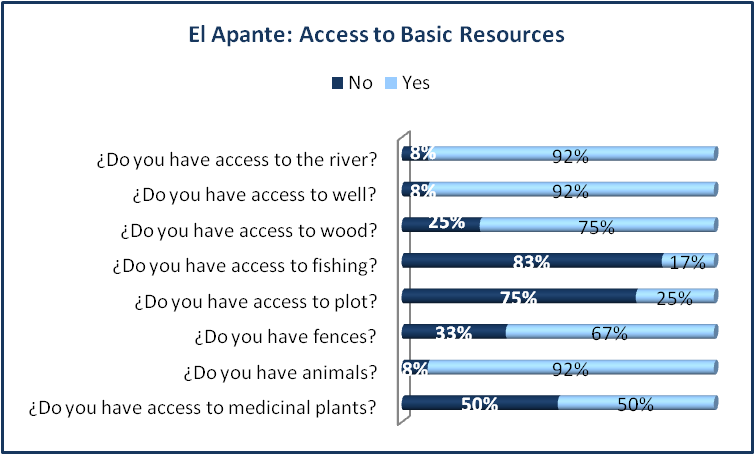 El Apante: Access to Basic Resources
No Yes
¿Do you have access to the river? 8% 92%
¿Do you have access to well? 8% 92%
¿Do you have access to wood? 25% 75%
¿Do you have access to fishing? 83% 17%
¿Do you have access to plot? 75% 25%
¿Do you have fences? 33% 67%
¿Do you have animals? 8% 92%
¿Do you have access to medicinal plants? 50% 50%